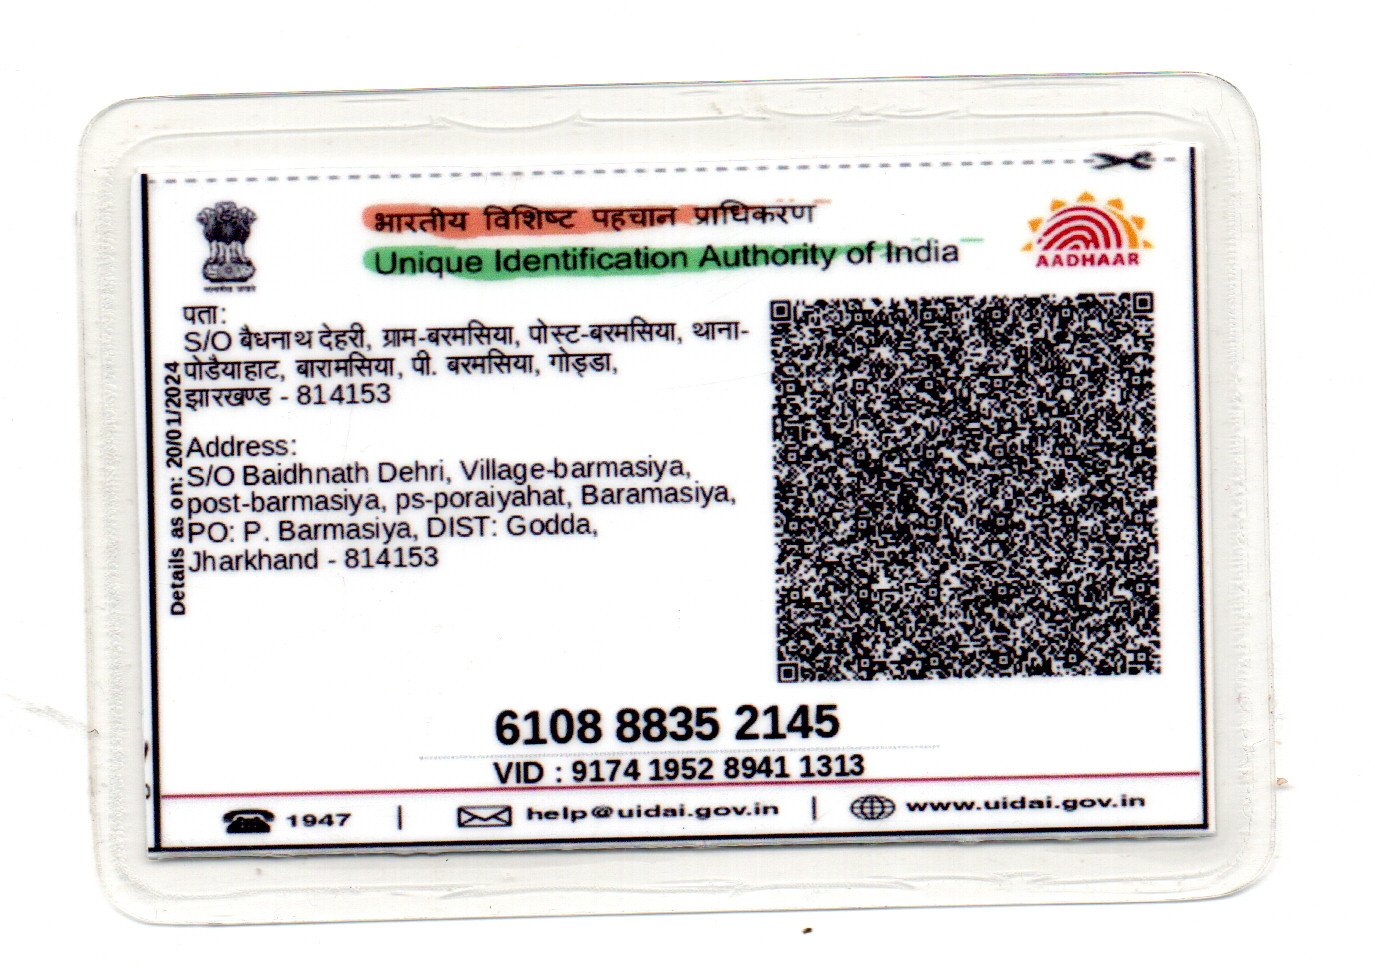 भारतीय विशिष्ट पहचान प्राधिकरण
Unique Identification Authority of India
AADHAAR
पता:
S/O बैधनाथ देहरी, ग्राम-बरमसिया, पोस्ट-बरमसिया, थाना-
पोडैयाहाट, बारामसिया, पी. बरमसिया, गोड्डा,
झारखण्ड - 814153
Address:
S/O Baidhnath Dehri, Village-barmasiya,
post-barmasiya, ps-poraiyahat, Baramasiya,
PO: P. Barmasiya, DIST: Godda,
Jharkhand - 814153
Details as on: 20/01/2024
6108 8835 2145
VID : 9174 1952 8941 1313
1947 | help@uidai.gov.in | www.uidai.gov.in